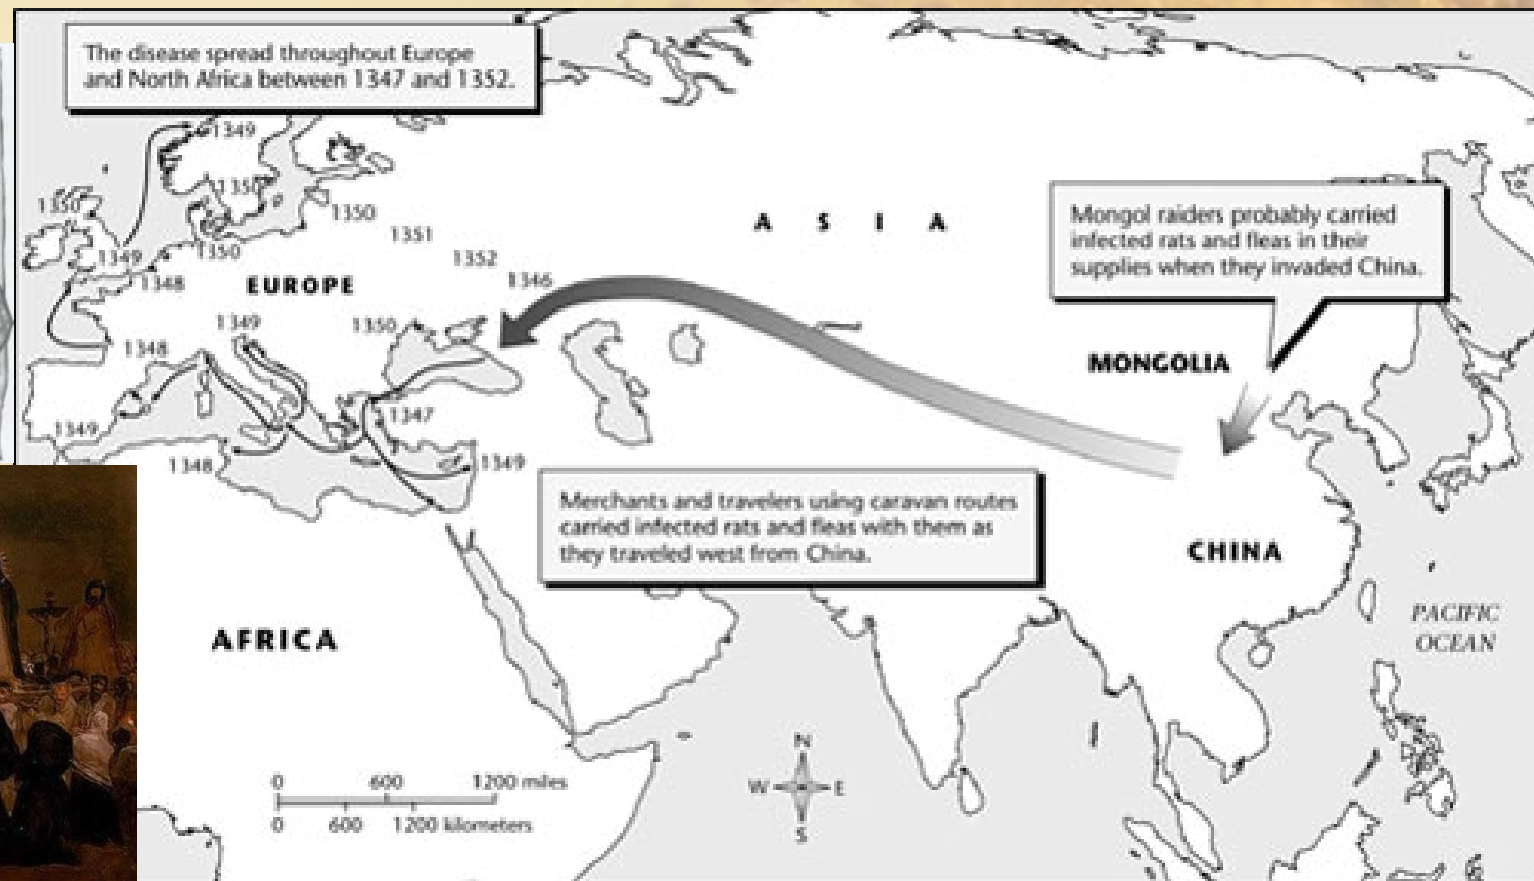 The disease spread throughout Europe
and North Africa between 1347 and 1352.
1349
1350
1350
1350
1351
1349
1350
1352
1348
EUROPE
1346
ASIA
Mongol raiders probably carried
infected rats and fleas in their
supplies when they invaded China.
1349
1350
1348
MONGOLIA
1347
1349
1348
1349
Merchants and travelers using caravan routes
carried infected rats and fleas with them as
they traveled west from China.
CHINA
AFRICA
PACIFIC
OCEAN
N
W E
S
0 600 1200 miles
0 600 1200 kilometers